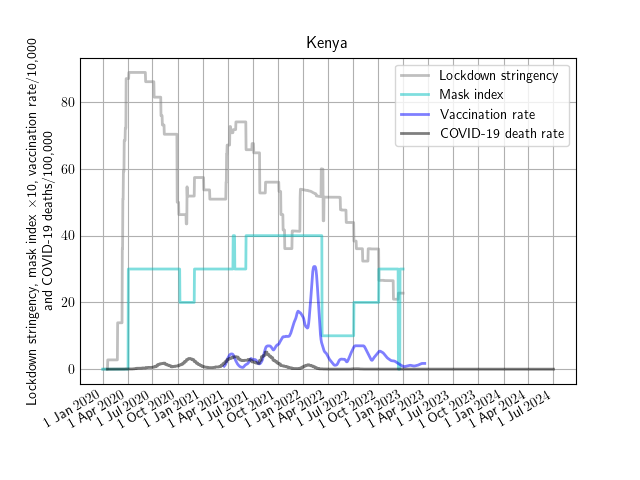 Kenya
Lockdown stringency, mask index ×10, vaccination rate/10,000
and COVID-19 deaths/100,000
80
60
40
20
0
Lockdown stringency
Mask index
Vaccination rate
COVID-19 death rate
1 Jan 2020
1 Apr 2020
1 Jul 2020
1 Oct 2020
1 Jan 2021
1 Apr 2021
1 Jul 2021
1 Oct 2021
1 Jan 2022
1 Apr 2022
1 Jul 2022
1 Oct 2022
1 Jan 2023
1 Apr 2023
1 Jul 2023
1 Oct 2023
1 Jan 2024
1 Apr 2024
1 Jul 2024